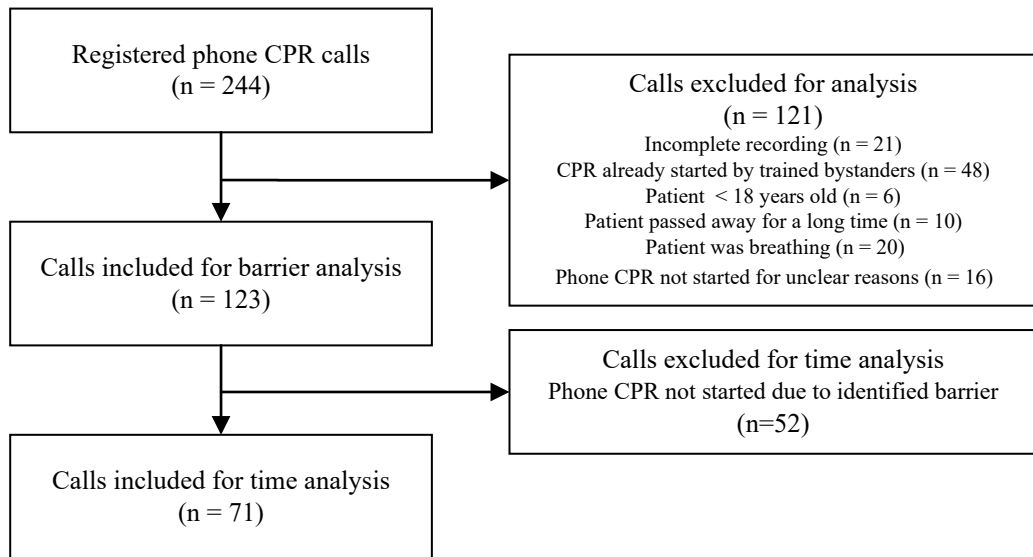 Registered phone CPR calls
(n = 244)
Calls excluded for analysis
(n = 121)
Incomplete recording (n = 21)
CPR already started by trained bystanders (n = 48)
Patient < 18 years old (n = 6)
Patient passed away for a long time (n = 10)
Patient was breathing (n = 20)
Phone CPR not started for unclear reasons (n = 16)
Calls included for barrier analysis
(n = 123)
Calls excluded for time analysis
Phone CPR not started due to identified barrier
(n=52)
Calls included for time analysis
(n = 71)